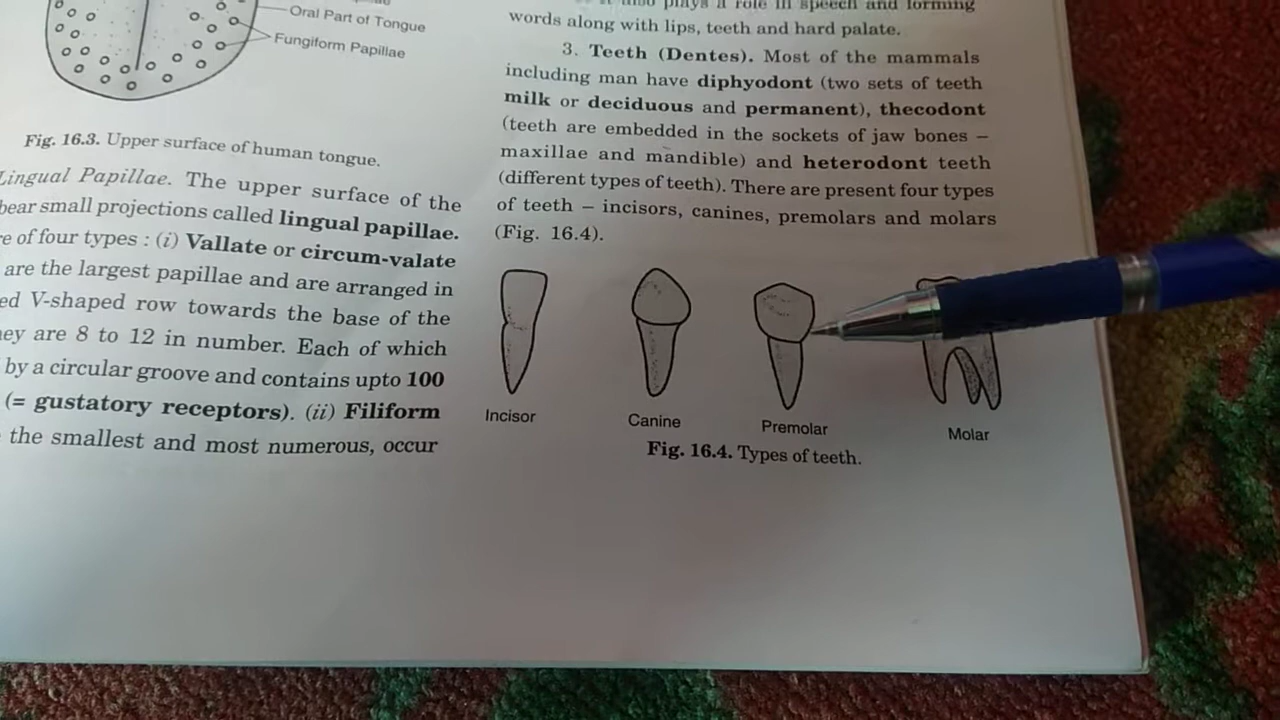 Oral Part of Tongue
Fungiform Papillae
Fig. 16.3. Upper surface of human tongue.
Lingual Papillae. The upper surface of the
bear small projections called lingual papillae.
of four types : (i) Vallate or circum-valate
are the largest papillae and are arranged in
V-shaped row towards the base of the
are 8 to 12 in number. Each of which
by a circular groove and contains upto 100
(= gustatory receptors). (ii) Filiform
the smallest and most numerous, occur
plays a role in speech and forming
words along with lips, teeth and hard palate.
3. Teeth (Dentes). Most of the mammals
including man have diphyodont (two sets of teeth
milk or deciduous and permanent), thecodont
(teeth are embedded in the sockets of jaw bones –
maxillae and mandible) and heterodont teeth
(different types of teeth). There are present four types
of teeth – incisors, canines, premolars and molars
(Fig. 16.4).
Incisor
Canine
Premolar
Molar
Fig. 16.4. Types of teeth.